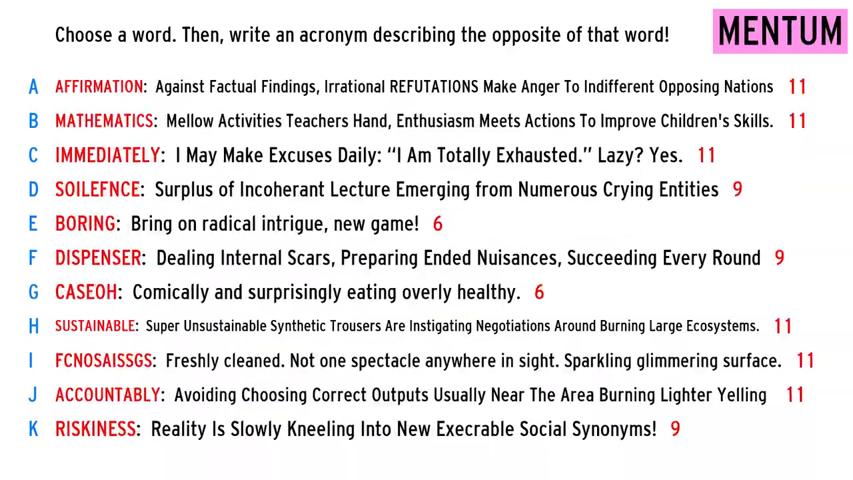 Choose a word. Then, write an acronym describing the opposite of that word!
MENTUM
A AFFIRMATION: Against Factual Findings, Irrational REFUTATIONS Make Anger To Indifferent Opposing Nations 11
B MATHEMATICS: Mellow Activities Teachers Hand, Enthusiasm Meets Actions To Improve Children's Skills. 11
C IMMEDIATELY: I May Make Excuses Daily: “I Am Totally Exhausted.” Lazy? Yes. 11
D SOILEFNCE: Surplus of Incoherant Lecture Emerging from Numerous Crying Entities 9
E BORING: Bring on radical intrigue, new game! 6
F DISPENSER: Dealing Internal Scars, Preparing Ended Nuisances, Succeeding Every Round 9
G CASEOH: Comically and surprisingly eating overly healthy. 6
H SUSTAINABLE: Super Unsustainable Synthetic Trousers Are Instigating Negotiations Around Burning Large Ecosystems. 11
I FCNOSAISSGS: Freshly cleaned. Not one spectacle anywhere in sight. Sparkling glimmering surface. 11
J ACCOUNTABLY: Avoiding Choosing Correct Outputs Usually Near The Area Burning Lighter Yelling 11
K RISKINESS: Reality Is Slowly Kneeling Into New Execrable Social Synonyms! 9